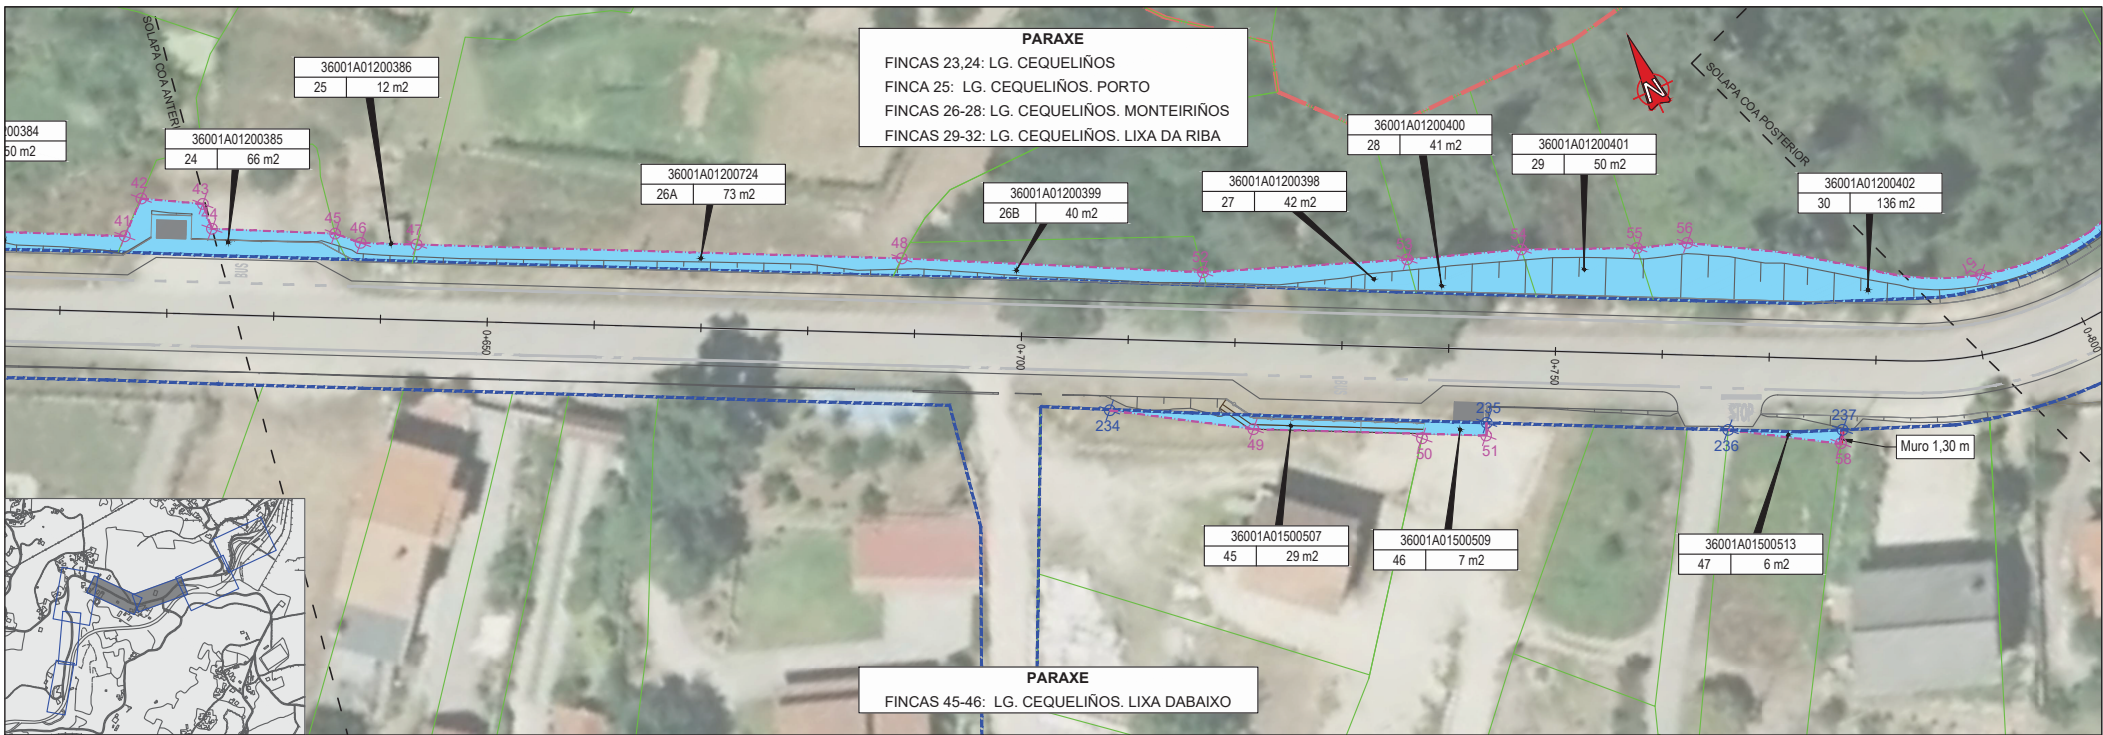 PARAXE
FINCAS 23,24: LG. CEQUELIÑOS
FINCA 25: LG. CEQUELIÑOS. PORTO
FINCAS 26-28: LG. CEQUELIÑOS. MONTEIRIÑOS
FINCAS 29-32: LG. CEQUELIÑOS. LIXA DA RIBA
SOLAPA COA ANTERI
SOLAPA COA POSTERIOR
N
200384
50 m2
36001A01200385
24 66 m2
36001A01200386
25 12 m2
36001A01200724
26A 73 m2
36001A01200399
26B 40 m2
36001A01200398
27 42 m2
36001A01200400
28 41 m2
36001A01200401
29 50 m2
36001A01200402
30 136 m2
41
42
43
44
45
46
47
48
54
55
56
BUS
0+650
0+700
0+750
0+800
STOP
234
49
50
235
51
236
237
58
Muro 1,30 m
36001A01500507
45 29 m2
36001A01500509
46 7 m2
36001A01500513
47 6 m2
PARAXE
FINCAS 45-46: LG. CEQUELIÑOS. LIXA DABAIXO